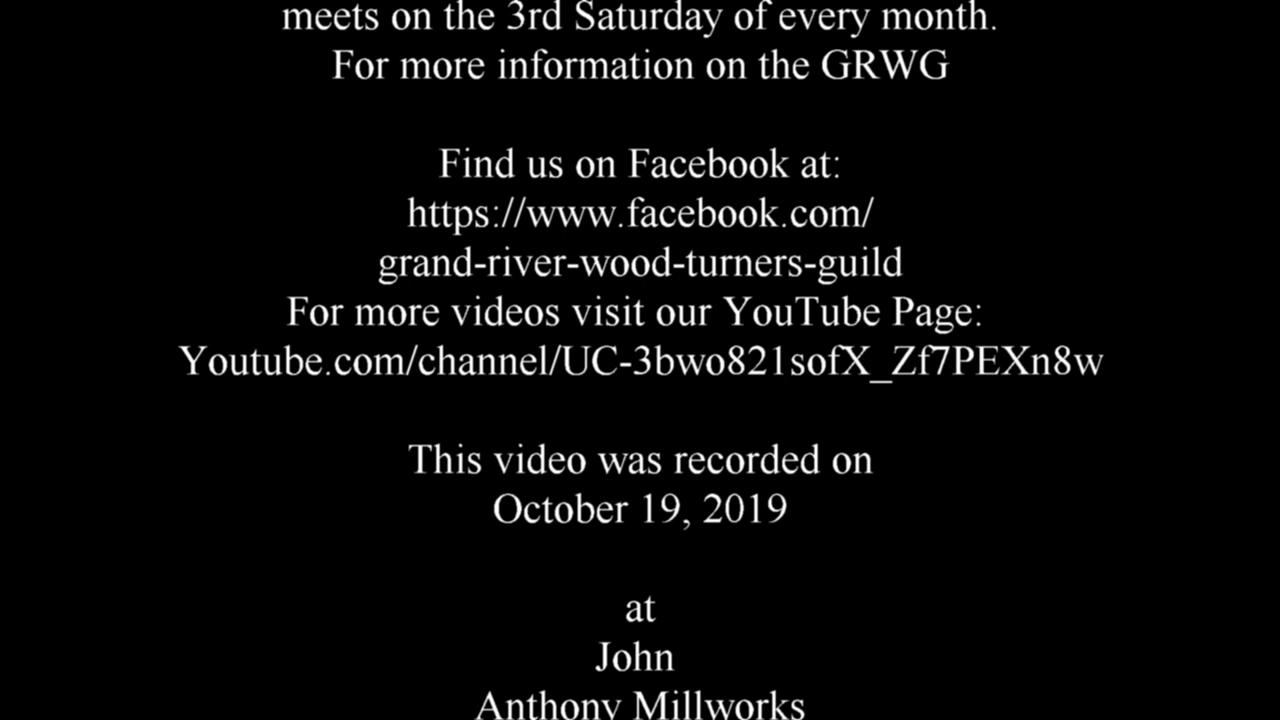 meets on the 3rd Saturday of every month.
For more information on the GRWG
Find us on Facebook at:
https://www.facebook.com/
grand-river-wood-turners-guild
For more videos visit our YouTube Page:
Youtube.com/channel/UC-3bwo821sofX_Zf7PEXn8w
This video was recorded on
October 19, 2019
at
John
Anthony Millworks